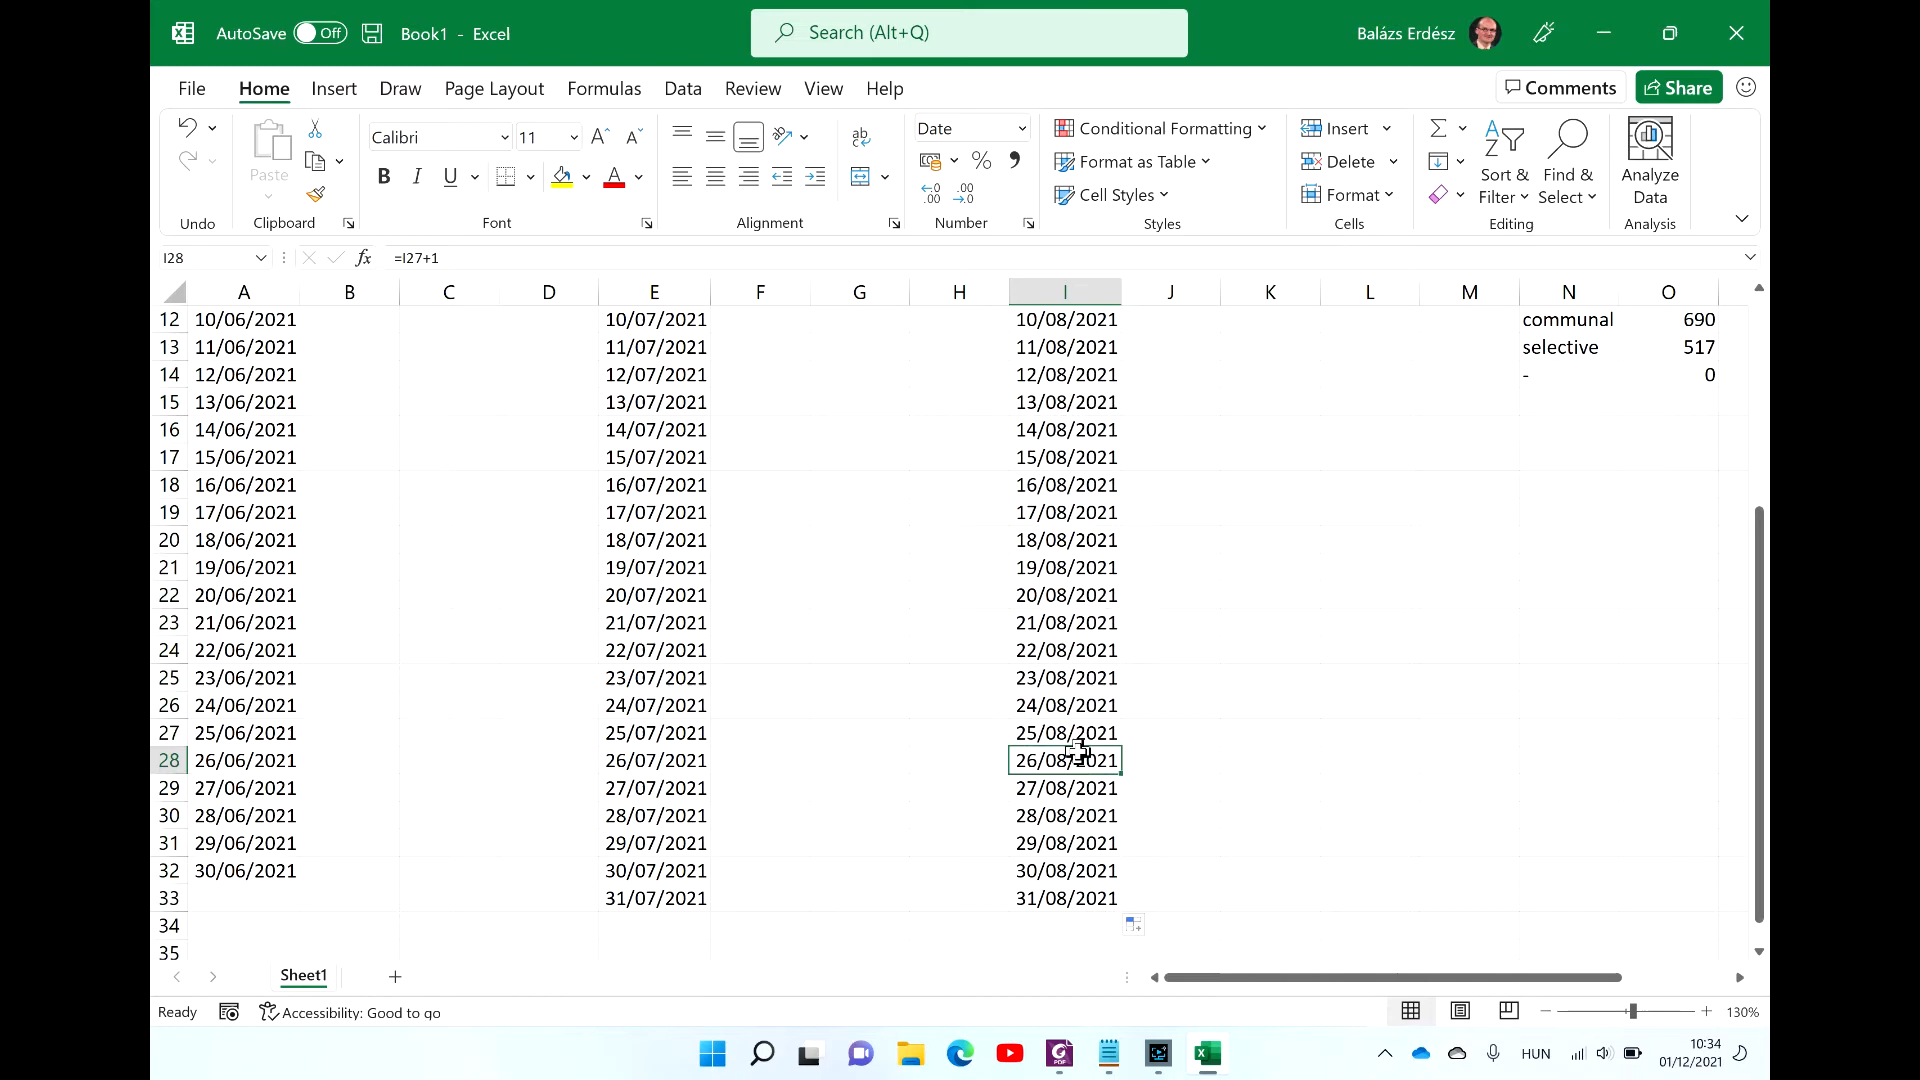 AutoSave Off Book1 - Excel Search (Alt+Q) Balázs Erdész
File Home Insert Draw Page Layout Formulas Data Review View Help Comments Share
Calibri 11 Date Conditional Formatting Insert
Paste Format as Table Delete Sort & Filter Find & Select Analyze Data
B I U A % Cell Styles Format
Undo Clipboard Font Alignment Number Styles Cells Editing Analysis
I28 fx =I27+1
A B C D E F G H I J K L M N O
12 10/06/2021 10/07/2021 10/08/2021 communal 690
13 11/06/2021 11/07/2021 11/08/2021 selective 517
14 12/06/2021 12/07/2021 12/08/2021 - 0
15 13/06/2021 13/07/2021 13/08/2021
16 14/06/2021 14/07/2021 14/08/2021
17 15/06/2021 15/07/2021 15/08/2021
18 16/06/2021 16/07/2021 16/08/2021
19 17/06/2021 17/07/2021 17/08/2021
20 18/06/2021 18/07/2021 18/08/2021
21 19/06/2021 19/07/2021 19/08/2021
22 20/06/2021 20/07/2021 20/08/2021
23 21/06/2021 21/07/2021 21/08/2021
24 22/06/2021 22/07/2021 22/08/2021
25 23/06/2021 23/07/2021 23/08/2021
26 24/06/2021 24/07/2021 24/08/2021
27 25/06/2021 25/07/2021 25/08/2021
28 26/06/2021 26/07/2021 26/08/2021
29 27/06/2021 27/07/2021 27/08/2021
30 28/06/2021 28/07/2021 28/08/2021
31 29/06/2021 29/07/2021 29/08/2021
32 30/06/2021 30/07/2021 30/08/2021
33 31/07/2021 31/08/2021
34
35
Sheet1
Ready Accessibility: Good to go 130%
HUN 10:34
01/12/2021